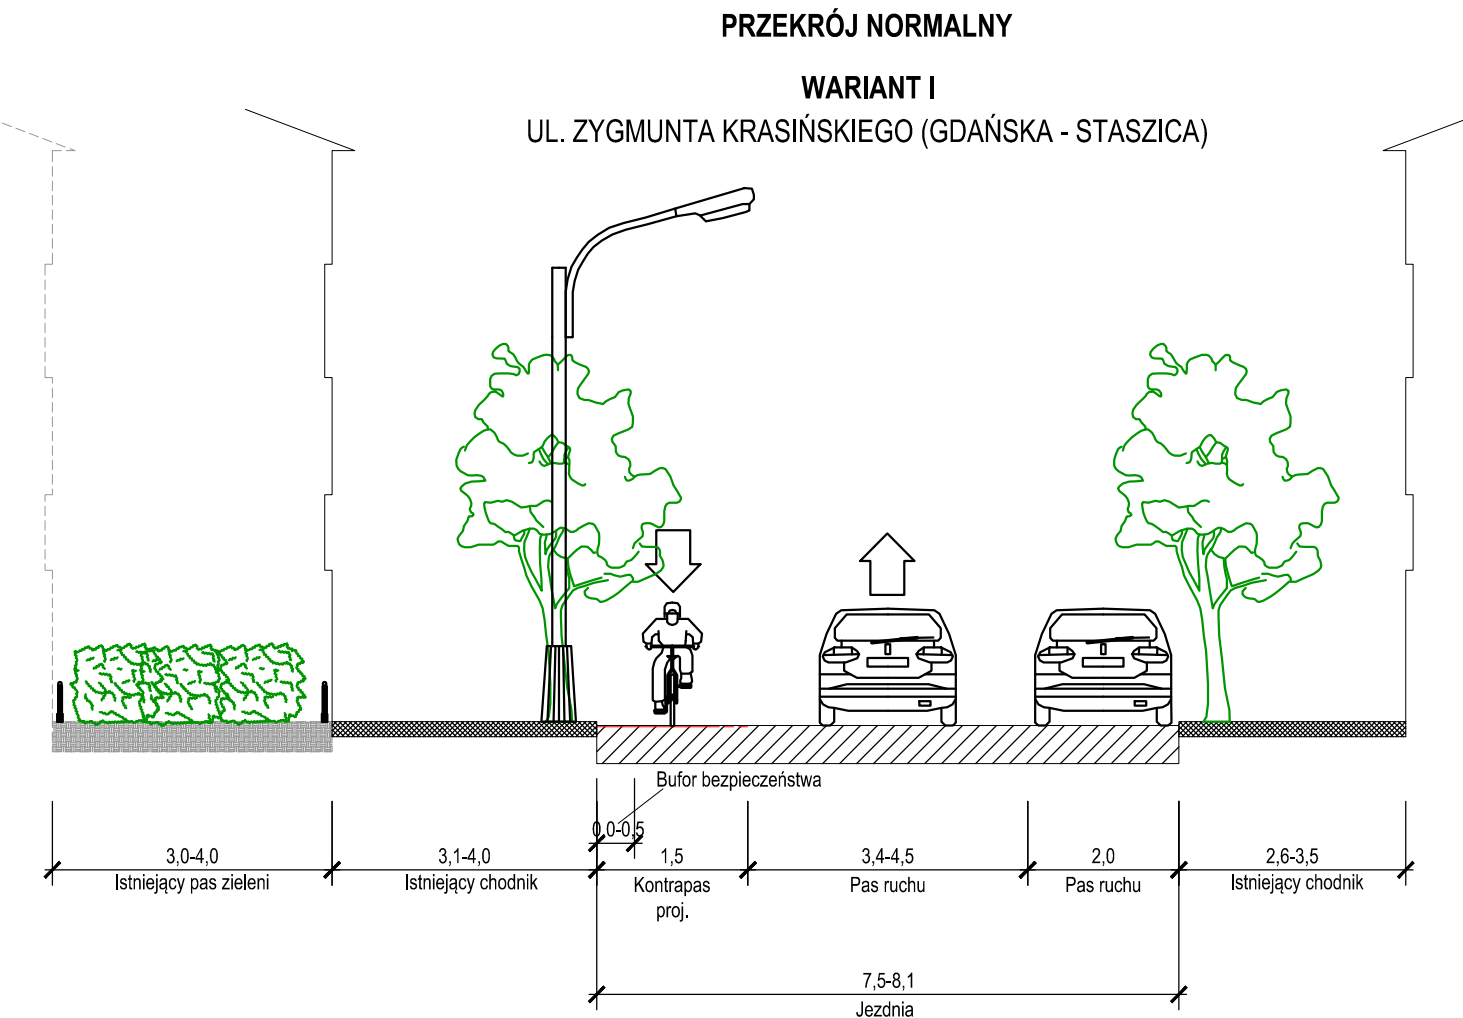 PRZEKRÓJ NORMALNY
WARIANT I
UL. ZYGMUNTA KRASIŃSKIEGO (GDAŃSKA - STASZICA)
Bufor bezpieczeństwa
0,0-0,5
3,0-4,0
Istniejący pas zieleni
3,1-4,0
Istniejący chodnik
1,5
Kontrapas
proj.
3,4-4,5
Pas ruchu
2,0
Pas ruchu
2,6-3,5
Istniejący chodnik
7,5-8,1
Jezdnia